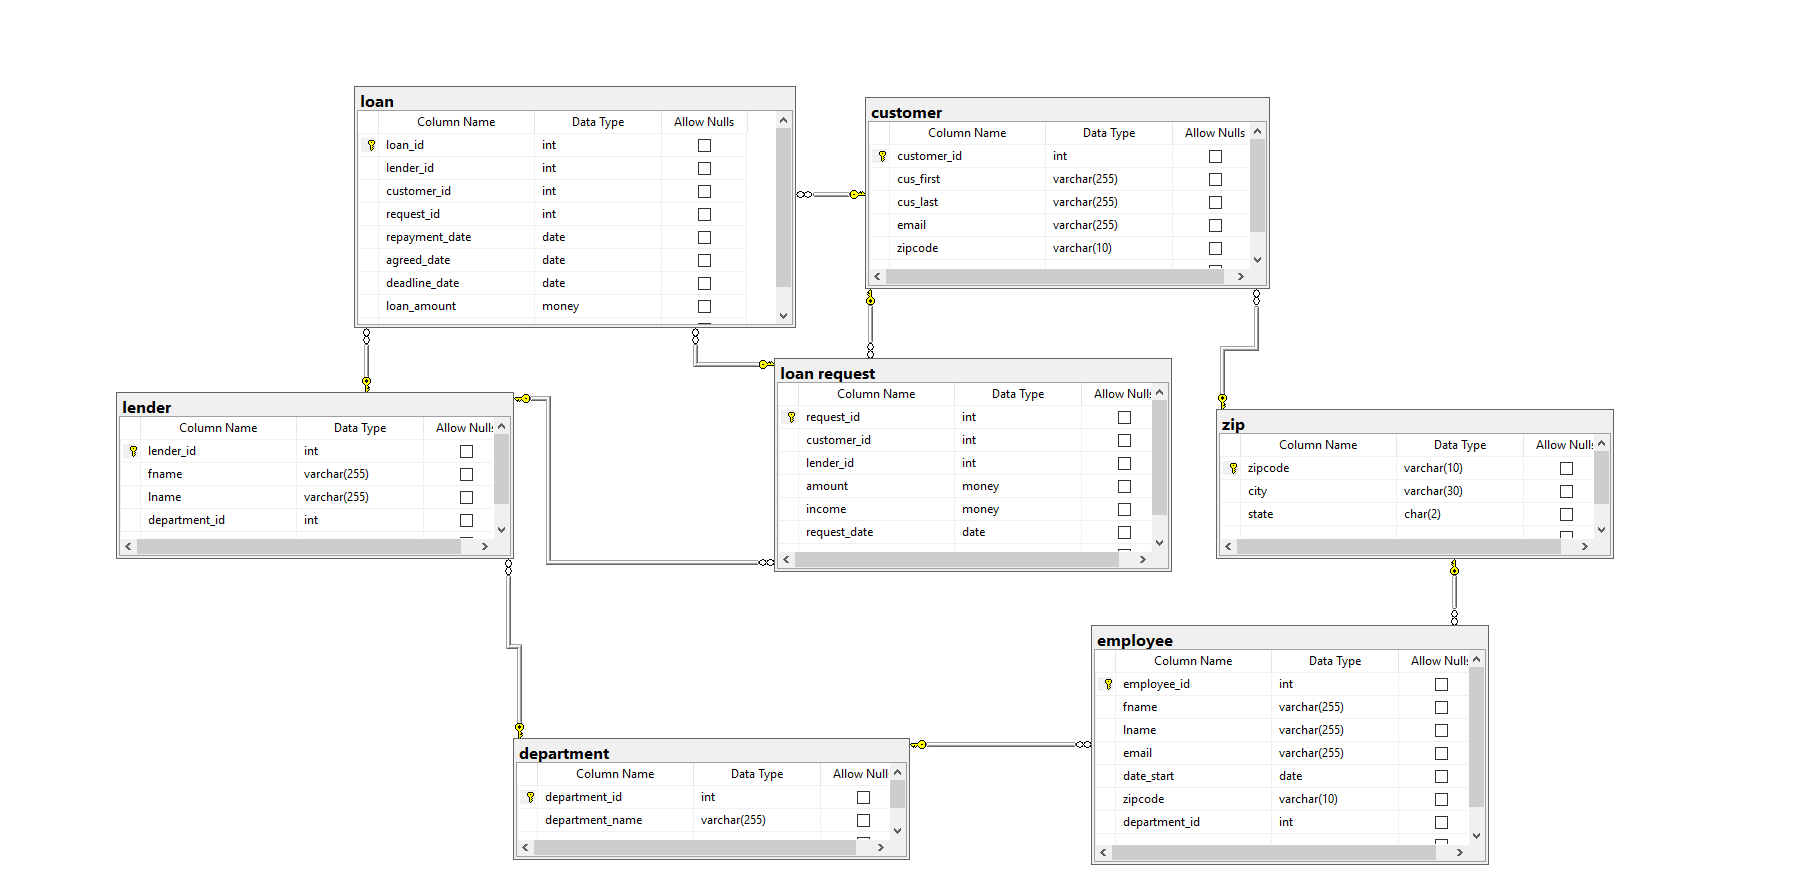 loan
Column Name Data Type Allow Nulls
loan_id int
lender_id int
customer_id int
request_id int
repayment_date date
agreed_date date
deadline_date date
loan_amount money
customer
Column Name Data Type Allow Nulls
customer_id int
cus_first varchar(255)
cus_last varchar(255)
email varchar(255)
zipcode varchar(10)
loan request
Column Name Data Type Allow Nulls
request_id int
customer_id int
lender_id int
amount money
income money
request_date date
lender
Column Name Data Type Allow Nulls
lender_id int
fname varchar(255)
lname varchar(255)
department_id int
zip
Column Name Data Type Allow Nulls
zipcode varchar(10)
city varchar(30)
state char(2)
employee
Column Name Data Type Allow Nulls
employee_id int
fname varchar(255)
lname varchar(255)
email varchar(255)
date_start date
zipcode varchar(10)
department_id int
department
Column Name Data Type Allow Null
department_id int
department_name varchar(255)